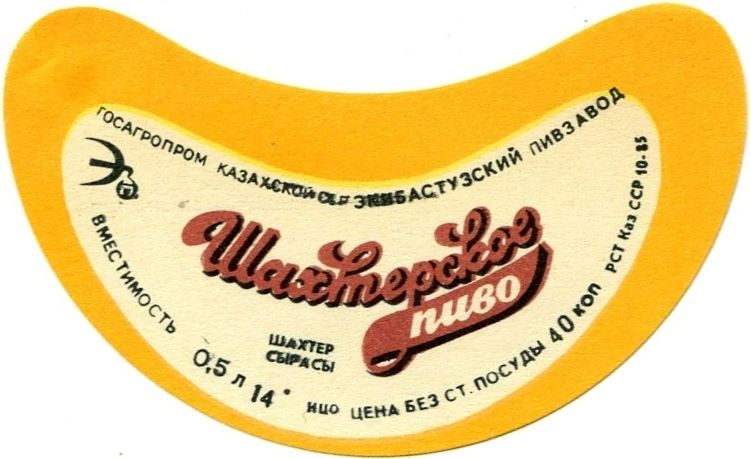 ГОСАГРОПРОМ КАЗАХСКОЙ ССР ЭКИБАСТУЗСКИЙ ПИВЗАВОД
Шахтерское
пиво
ШАХТЕР
СЫРАСЫ
ВМЕСТИМОСТЬ 0,5 л 14° ЦЕНА БЕЗ СТ. ПОСУДЫ 40 коп РСТ Каз ССР 10-85